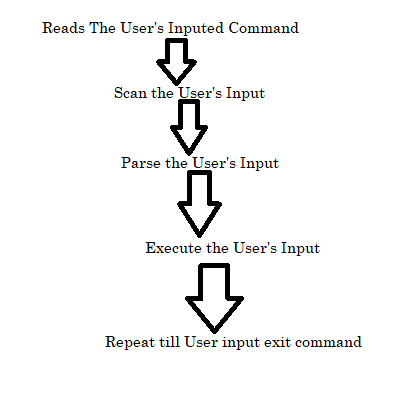 Reads The User's Inputed Command
Scan the User's Input
Parse the User's Input
Execute the User's Input
Repeat till User input exit command